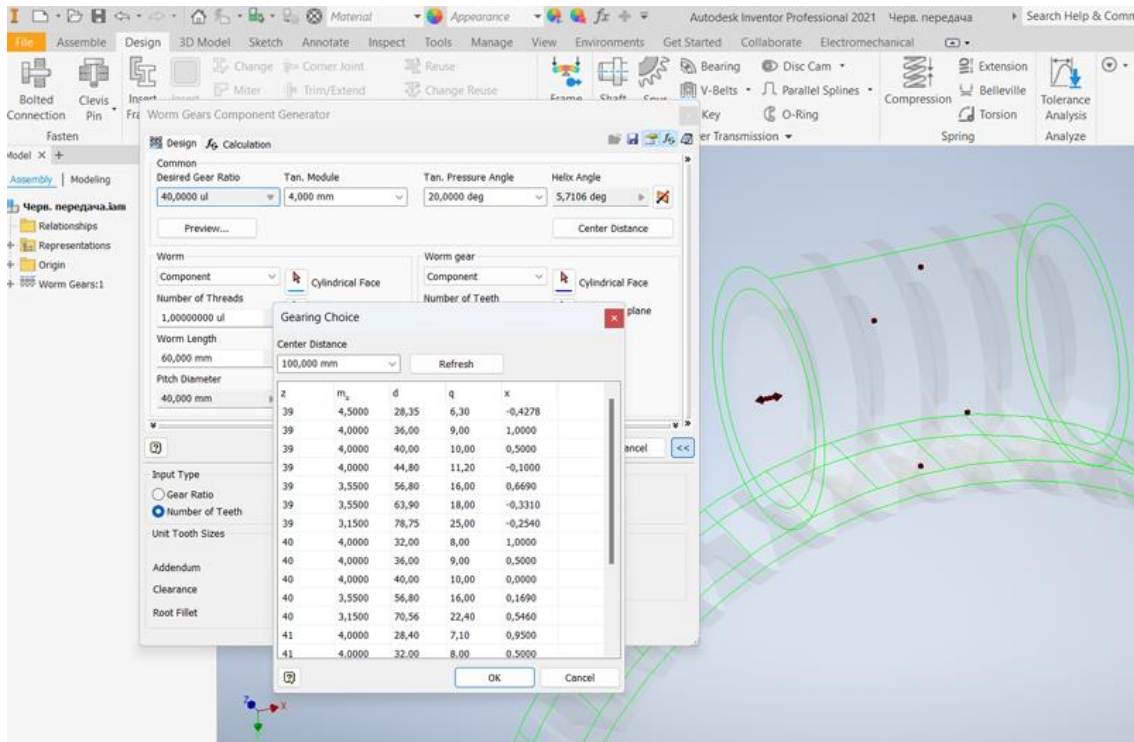 Material Appearance fx Autodesk Inventor Professional 2021 Черв. передача Search Help & Comm
File Assemble Design 3D Model Sketch Annotate Inspect Tools Manage View Environments Get Started Collaborate Electromechanical
Bolted Connection
Clevis Pin
Insert
Change Corner Joint Reuse
Miter Trim/Extend Change Reuse
Bearing Disc Cam
V-Belts Parallel Splines
Key O-Ring
Compression
Extension
Belleville
Torsion
Tolerance Analysis
Fasten
er Transmission
Spring
Analyze
Model × +
Assembly | Modeling
Черв. передача.iam
Relationships
Representations
Origin
Worm Gears:1
Worm Gears Component Generator
Design Calculation
Common
Desired Gear Ratio Tan. Module Tan. Pressure Angle Helix Angle
40,0000 ul 4,000 mm 20,0000 deg 5,7106 deg
Preview... Center Distance
Worm Worm gear
Component Cylindrical Face Component Cylindrical Face
Number of Threads Number of Teeth
plane
1,00000000 ul
Worm Length
60,000 mm
Pitch Diameter
40,000 mm
ancel <<
Input Type
Gear Ratio
Number of Teeth
Unit Tooth Sizes
Addendum
Clearance
Root Fillet
Gearing Choice
Center Distance
100,000 mm Refresh
z d q x
39 4,5000 28,35 6,30 -0,4278
39 4,0000 36,00 9,00 1,0000
39 4,0000 40,00 10,00 0,5000
39 4,0000 44,80 11,20 -0,1000
39 3,5500 56,80 16,00 0,6690
39 3,5500 63,90 18,00 -0,3310
39 3,1500 78,75 25,00 -0,2540
40 4,0000 32,00 8,00 1,0000
40 4,0000 36,00 9,00 0,5000
40 4,0000 40,00 10,00 0,0000
40 3,5500 56,80 16,00 0,1690
40 3,1500 70,56 22,40 0,5460
41 4,0000 28,40 7,10 0,9500
41 4,0000 32,00 8,00 0,5000
OK Cancel
Z X